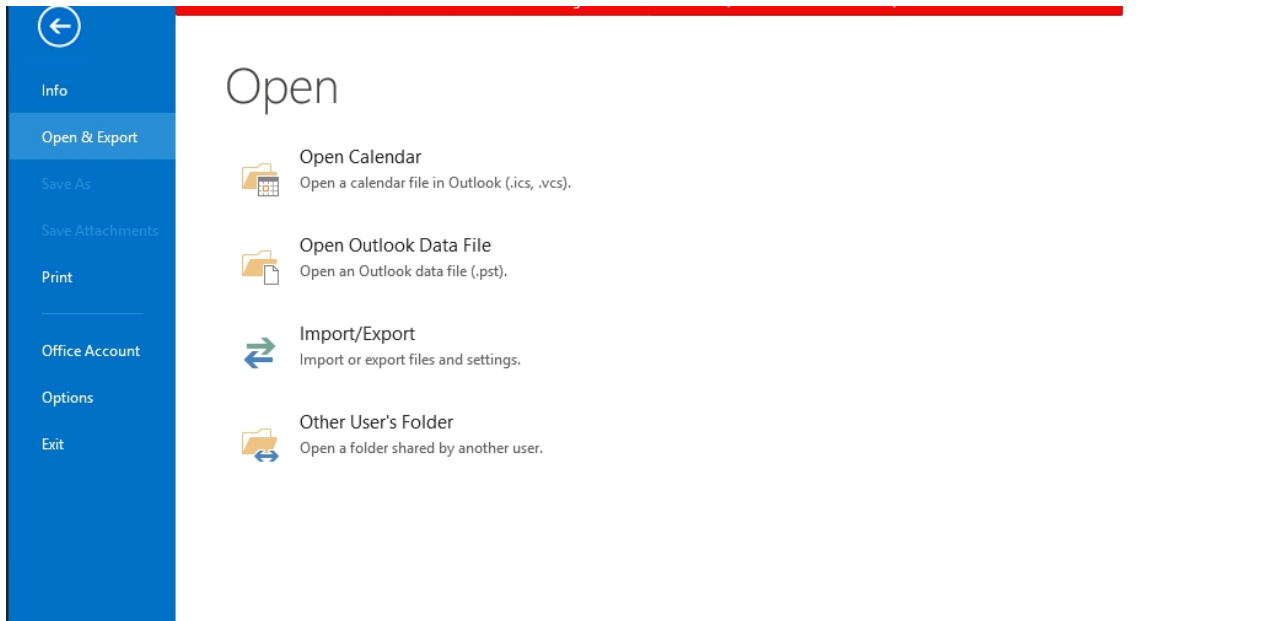 Info
Open & Export
Save As
Save Attachments
Print
Office Account
Options
Exit
Open
Open Calendar
Open a calendar file in Outlook (.ics, .vcs).
Open Outlook Data File
Open an Outlook data file (.pst).
Import/Export
Import or export files and settings.
Other User's Folder
Open a folder shared by another user.